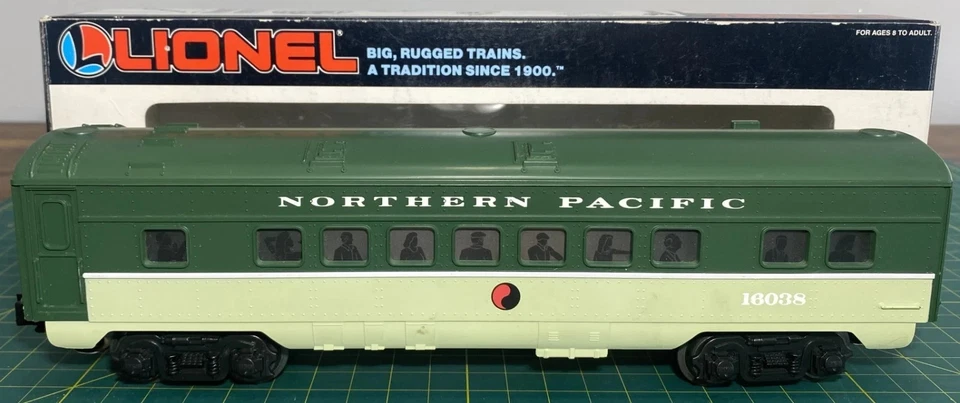 LIONEL®
BIG, RUGGED TRAINS.
A TRADITION SINCE 1900.™
FOR AGES 8 TO ADULT.
NORTHERN PACIFIC
16038